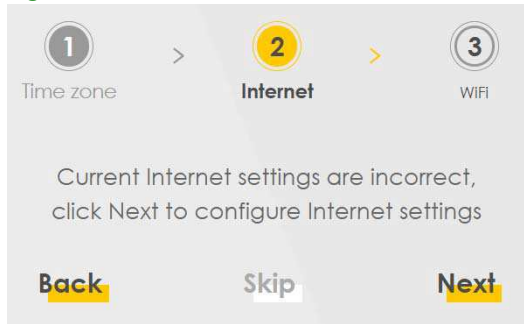 1 > 2 > 3
Time zone Internet WiFi
Current Internet settings are incorrect,
click Next to configure Internet settings
Back Skip Next